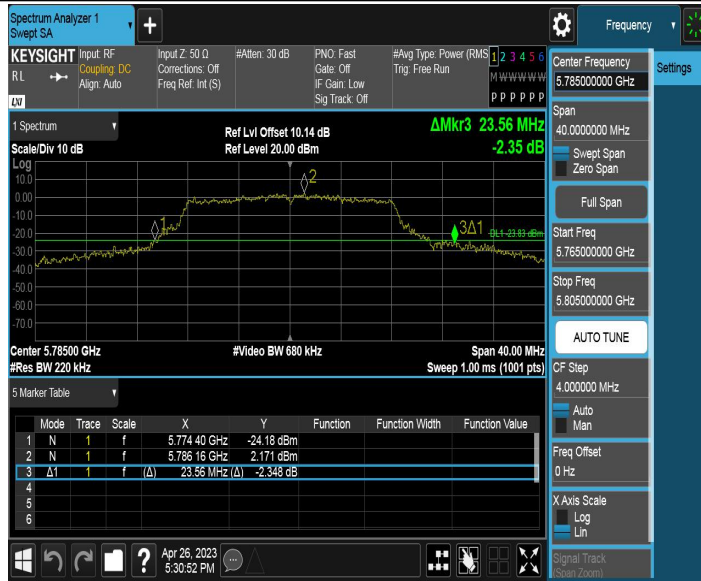 Spectrum Analyzer 1
Swept SA
+
Frequency
KEYSIGHT
Input: RF
Input Z: 50 Ω
#Atten: 30 dB
PNO: Fast
#Avg Type: Power (RMS
1 2 3 4 5 6
RL
Coupling: DC
Corrections: Off
Gate: Off
Trig: Free Run
M W W W W W
Align: Auto
Freq Ref: Int (S)
IF Gain: Low
Sig Track: Off
P P P P P P
LXI
Center Frequency
5.785000000 GHz
Settings
Span
40.0000000 MHz
Swept Span
Zero Span
Full Span
Start Freq
5.765000000 GHz
Stop Freq
5.805000000 GHz
AUTO TUNE
CF Step
4.000000 MHz
Auto
Man
Freq Offset
0 Hz
X Axis Scale
Log
Lin
Signal Track
(Span Zoom)
1 Spectrum
Ref Lvl Offset 10.14 dB
ΔMkr3 23.56 MHz
Scale/Div 10 dB
Ref Level 20.00 dBm
-2.35 dB
Log
10.0
0.00
-10.0
-20.0
-30.0
-40.0
-50.0
-60.0
-70.0
2
1
3Δ1
DL1 -23.83 dBm
Center 5.78500 GHz
#Video BW 680 kHz
Span 40.00 MHz
#Res BW 220 kHz
Sweep 1.00 ms (1001 pts)
5 Marker Table
Mode Trace Scale X Y Function Function Width Function Value
1 N 1 f 5.774 40 GHz -24.18 dBm
2 N 1 f 5.786 16 GHz 2.171 dBm
3 Δ1 1 f (Δ) 23.56 MHz (Δ) -2.348 dB
4
5
6
?
Apr 26, 2023
5:30:52 PM